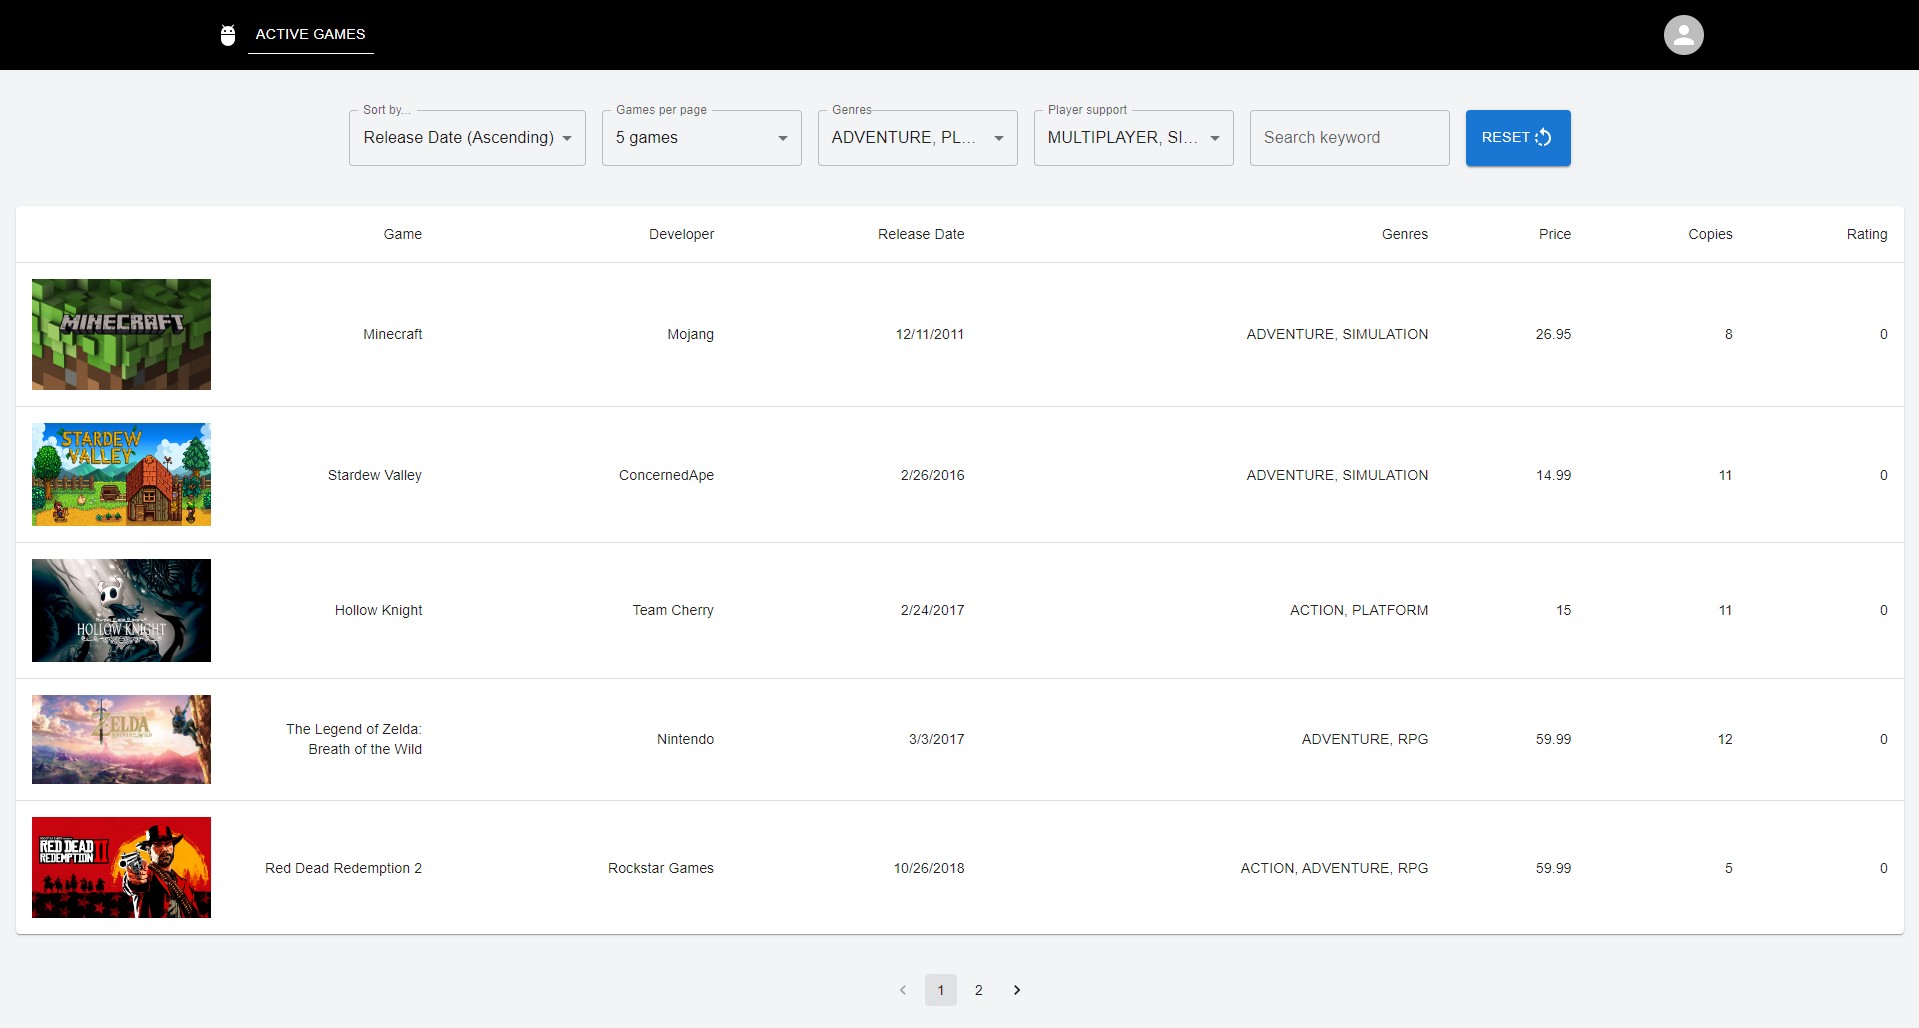 ACTIVE GAMES
Sort by...
Games per page
Genres
Player support
Release Date (Ascending)
5 games
ADVENTURE, PL...
MULTIPLAYER, SI...
Search keyword
RESET
Game Developer Release Date Genres Price Copies Rating
MINECRAFT
Minecraft Mojang 12/11/2011 ADVENTURE, SIMULATION 26.95 8 0
STARDEW
VALLEY
Stardew Valley ConcernedApe 2/26/2016 ADVENTURE, SIMULATION 14.99 11 0
HOLLOW KNIGHT
Hollow Knight Team Cherry 2/24/2017 ACTION, PLATFORM 15 11 0
ZELDA
The Legend of Zelda:
Breath of the Wild
Nintendo 3/3/2017 ADVENTURE, RPG 59.99 12 0
RED DEAD
REDEMPTION II
Red Dead Redemption 2 Rockstar Games 10/26/2018 ACTION, ADVENTURE, RPG 59.99 5 0
1 2